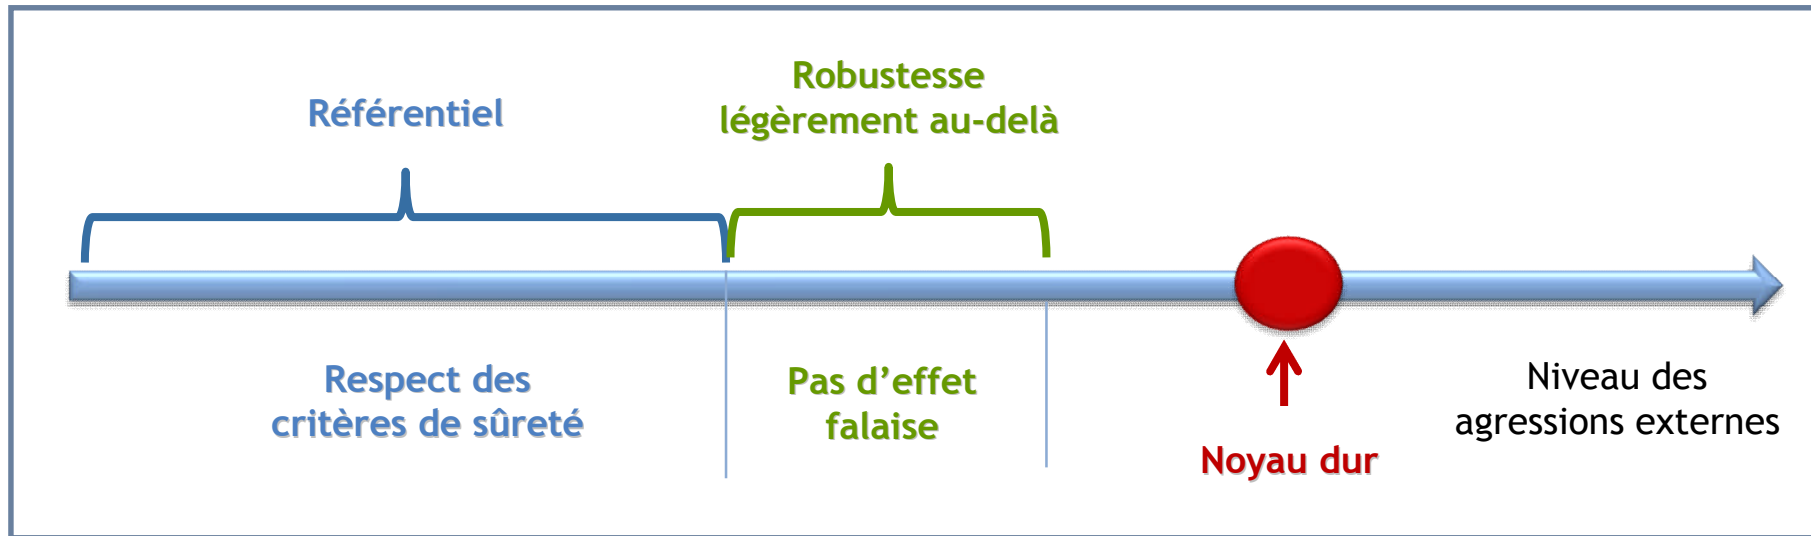 Référentiel
Robustesse
légèrement au-delà
Respect des
critères de sûreté
Pas d’effet
falaise
Noyau dur
Niveau des
agressions externes